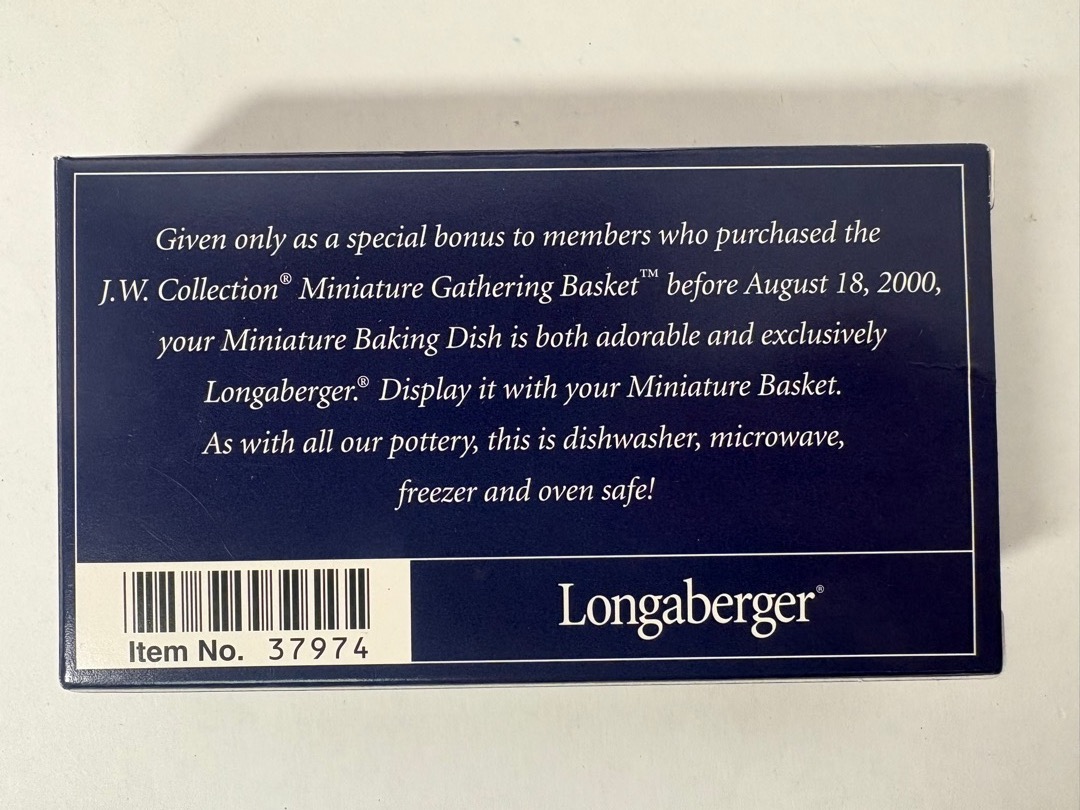 Given only as a special bonus to members who purchased the
J.W. Collection® Miniature Gathering Basket™ before August 18, 2000,
your Miniature Baking Dish is both adorable and exclusively
Longaberger.® Display it with your Miniature Basket.
As with all our pottery, this is dishwasher, microwave,
freezer and oven safe!
Longaberger®
Item No. 37974